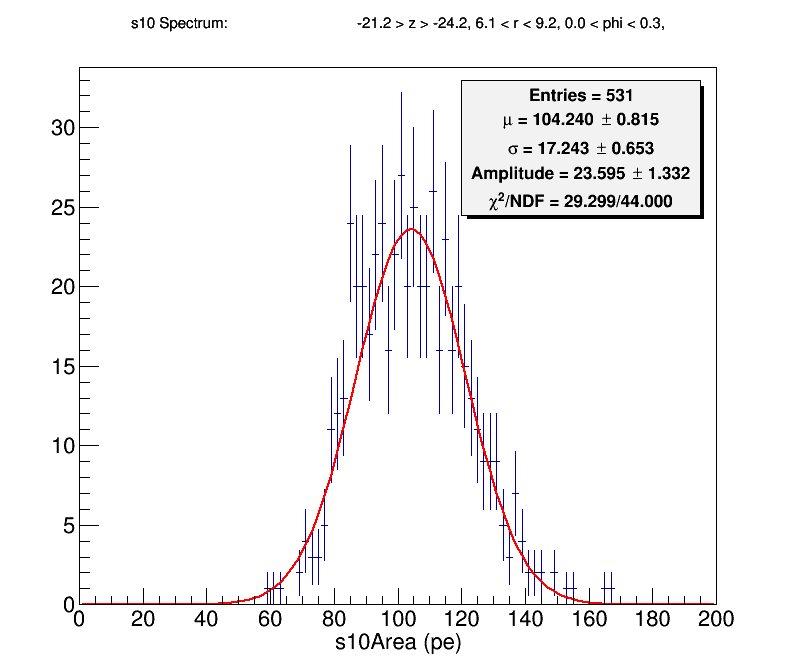 s10 Spectrum: -21.2 > z > -24.2, 6.1 < r < 9.2, 0.0 < phi < 0.3,
Entries = 531
μ = 104.240 ± 0.815
σ = 17.243 ± 0.653
Amplitude = 23.595 ± 1.332
χ²/NDF = 29.299/44.000
30
25
20
15
10
5
0
0 20 40 60 80 100 120 140 160 180 200
s10Area (pe)